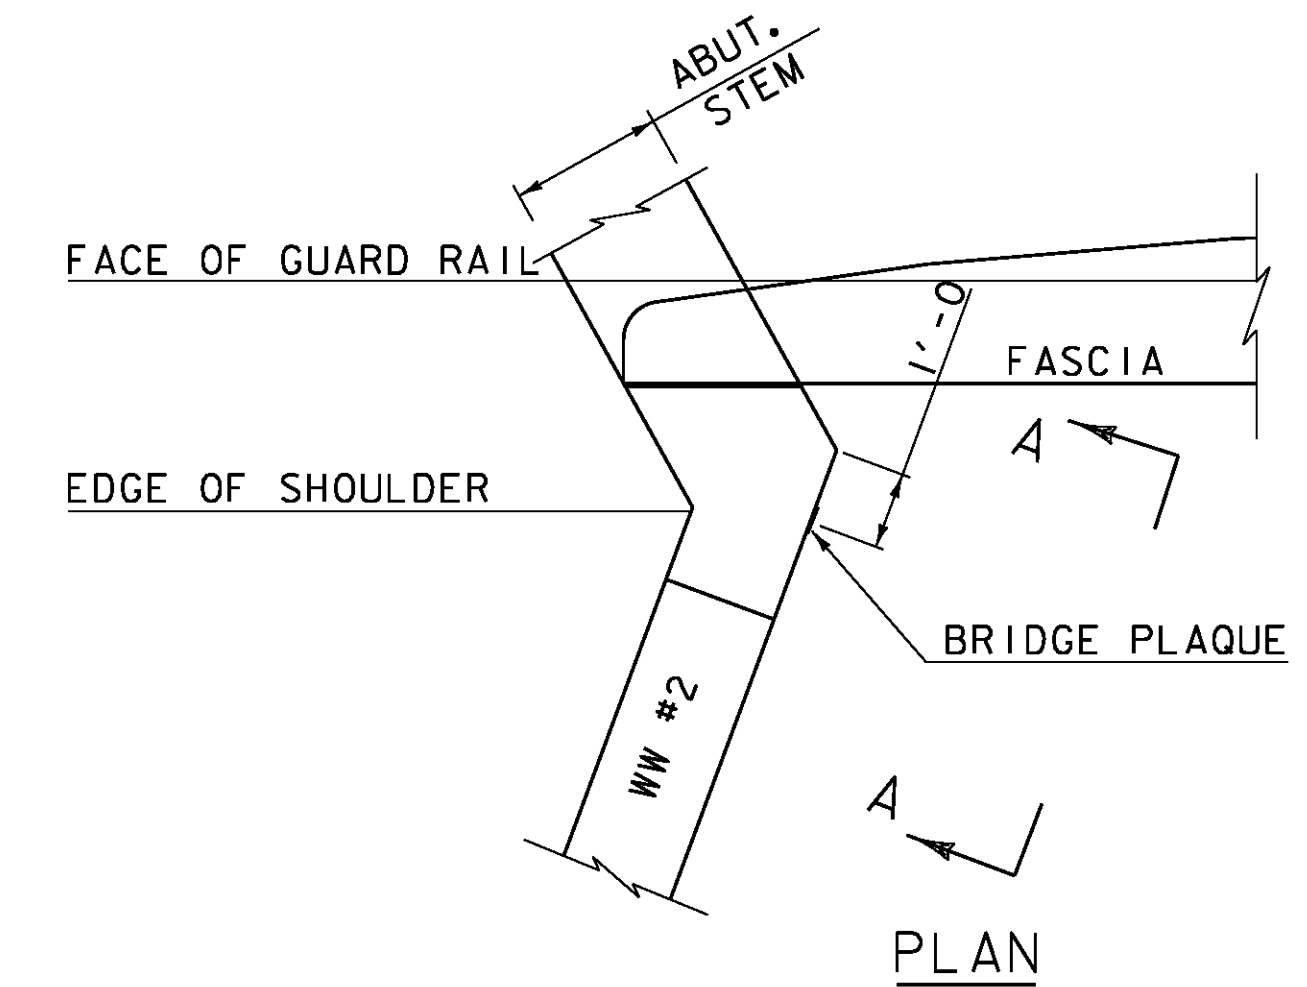 ABUT.
STEM
FACE OF GUARD RAIL
1'-0
FASCIA
A
EDGE OF SHOULDER
BRIDGE PLAQUE
WW #2
A
PLAN